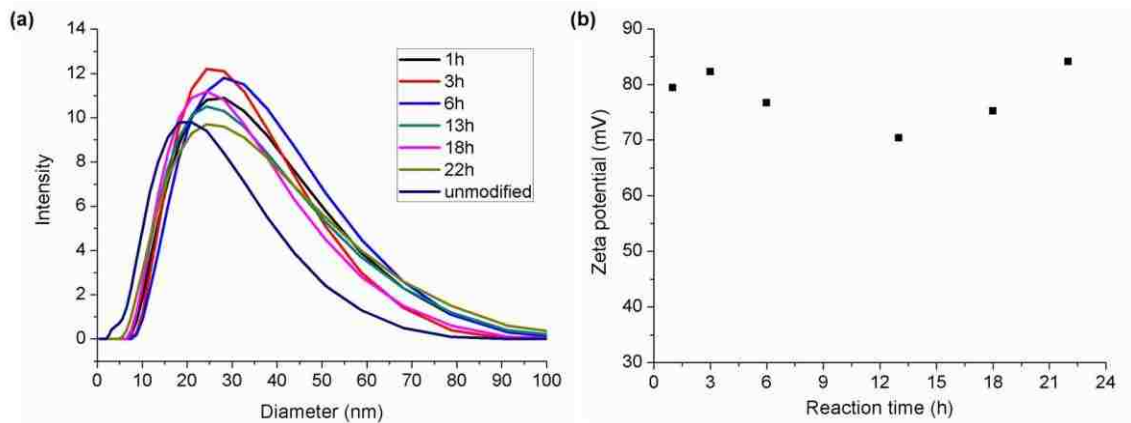 (a)
14
12
10
8
6
4
2
0
Intensity
0 10 20 30 40 50 60 70 80 90 100
Diameter (nm)
1h
3h
6h
13h
18h
22h
unmodified
(b)
90
80
70
60
50
40
30
Zeta potential (mV)
0 3 6 9 12 15 18 21 24
Reaction time (h)